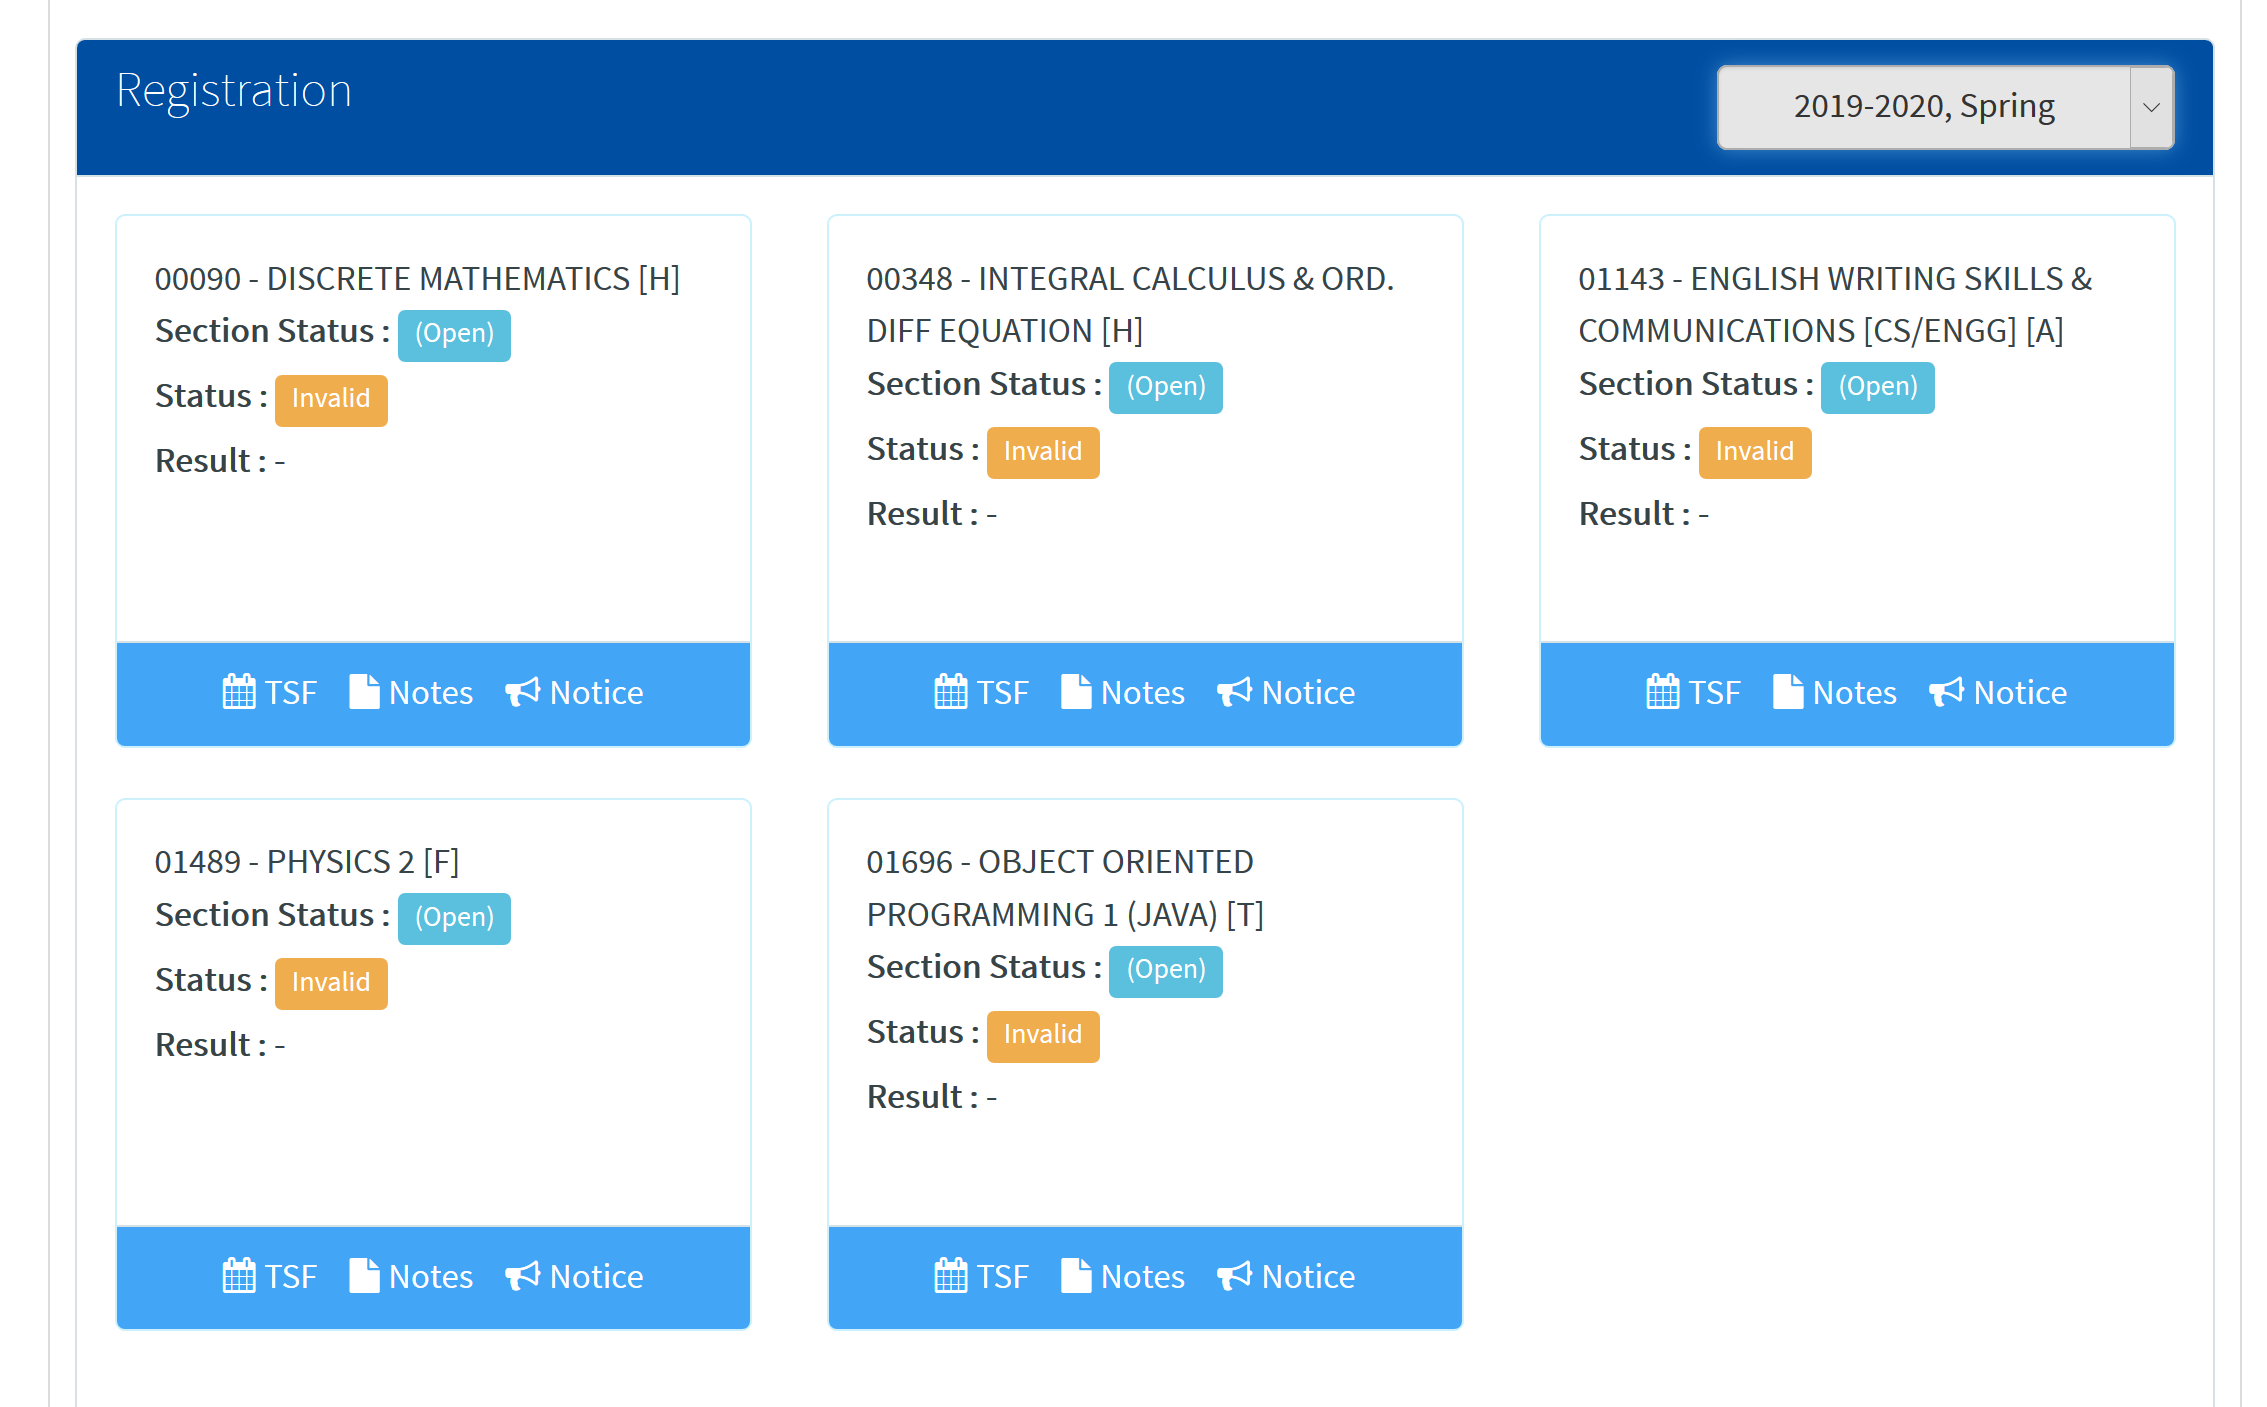 Registration
2019-2020, Spring
00090 - DISCRETE MATHEMATICS [H]
Section Status : (Open)
Status : Invalid
Result : -
TSF Notes Notice
00348 - INTEGRAL CALCULUS & ORD.
DIFF EQUATION [H]
Section Status : (Open)
Status : Invalid
Result : -
TSF Notes Notice
01143 - ENGLISH WRITING SKILLS &
COMMUNICATIONS [CS/ENGG] [A]
Section Status : (Open)
Status : Invalid
Result : -
TSF Notes Notice
01489 - PHYSICS 2 [F]
Section Status : (Open)
Status : Invalid
Result : -
TSF Notes Notice
01696 - OBJECT ORIENTED
PROGRAMMING 1 (JAVA) [T]
Section Status : (Open)
Status : Invalid
Result : -
TSF Notes Notice